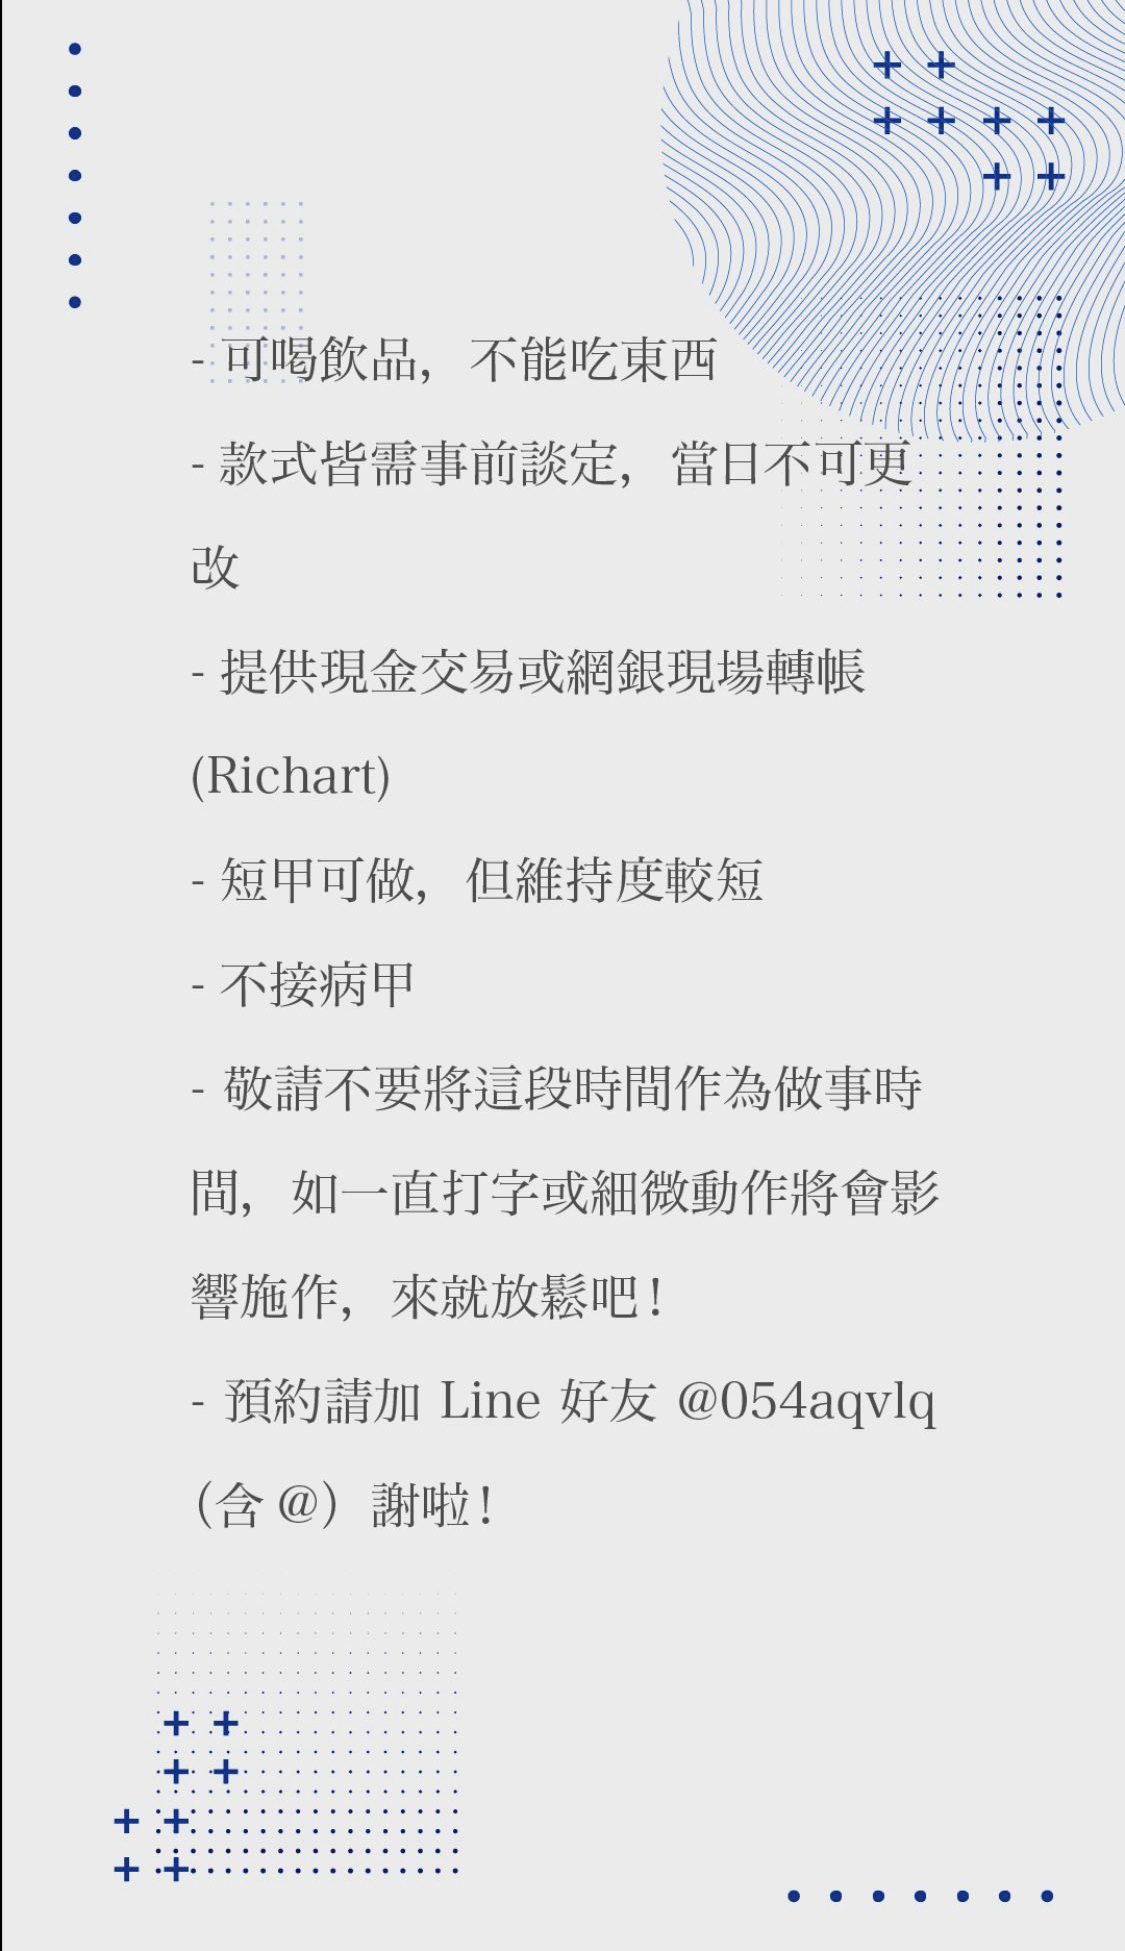 - 可喝飲品，不能吃東西
- 款式皆需事前談定，當日不可更
改
- 提供現金交易或網銀現場轉帳
(Richart)
- 短甲可做，但維持度較短
- 不接病甲
- 敬請不要將這段時間作為做事時
間，如一直打字或細微動作將會影
響施作，來就放鬆吧！
- 預約請加 Line 好友 @054aqvlq
（含 @）謝啦！